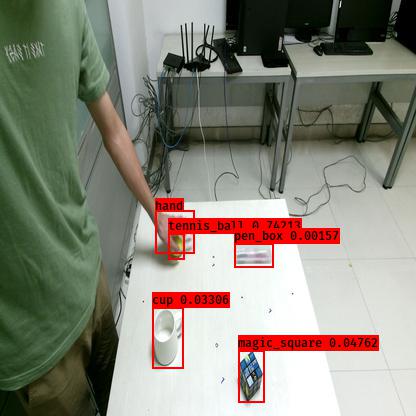 hand
tennis_ball 0.74213
pen_box 0.00157
cup 0.03306
magic_square 0.04762